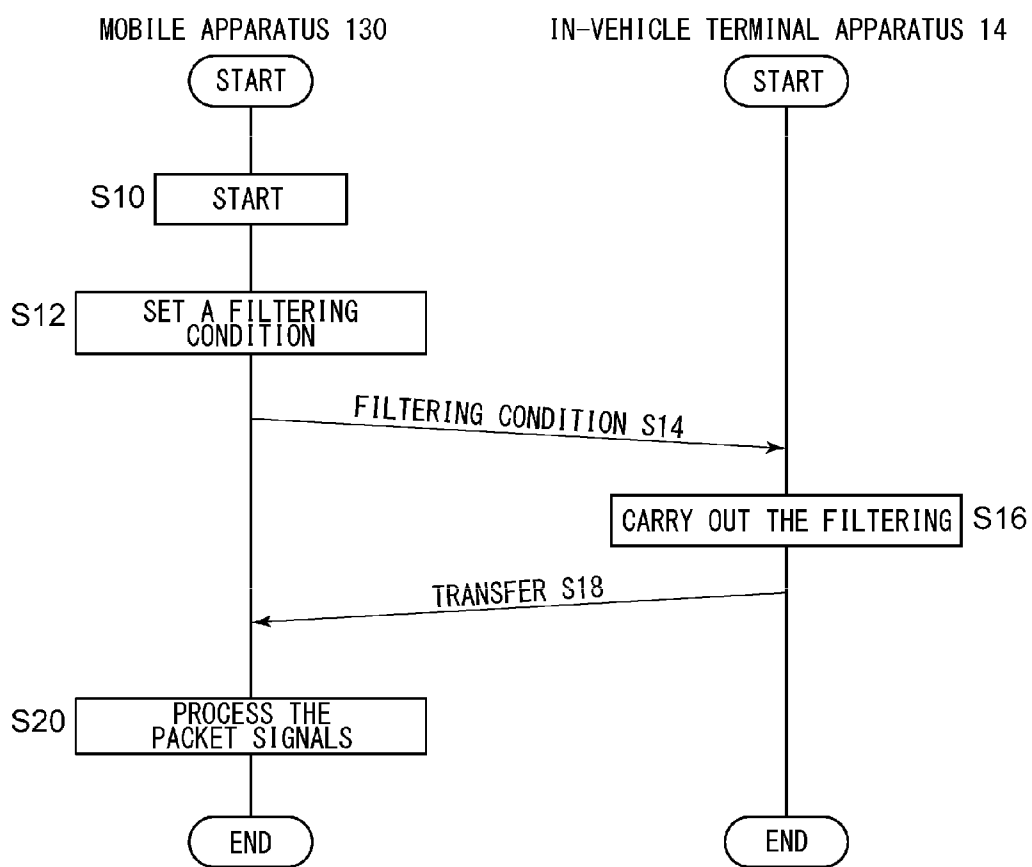 MOBILE APPARATUS 130
IN-VEHICLE TERMINAL APPARATUS 14
START
START
S10
START
S12
SET A FILTERING
CONDITION
FILTERING CONDITION S14
CARRY OUT THE FILTERING
S16
TRANSFER S18
S20
PROCESS THE
PACKET SIGNALS
END
END